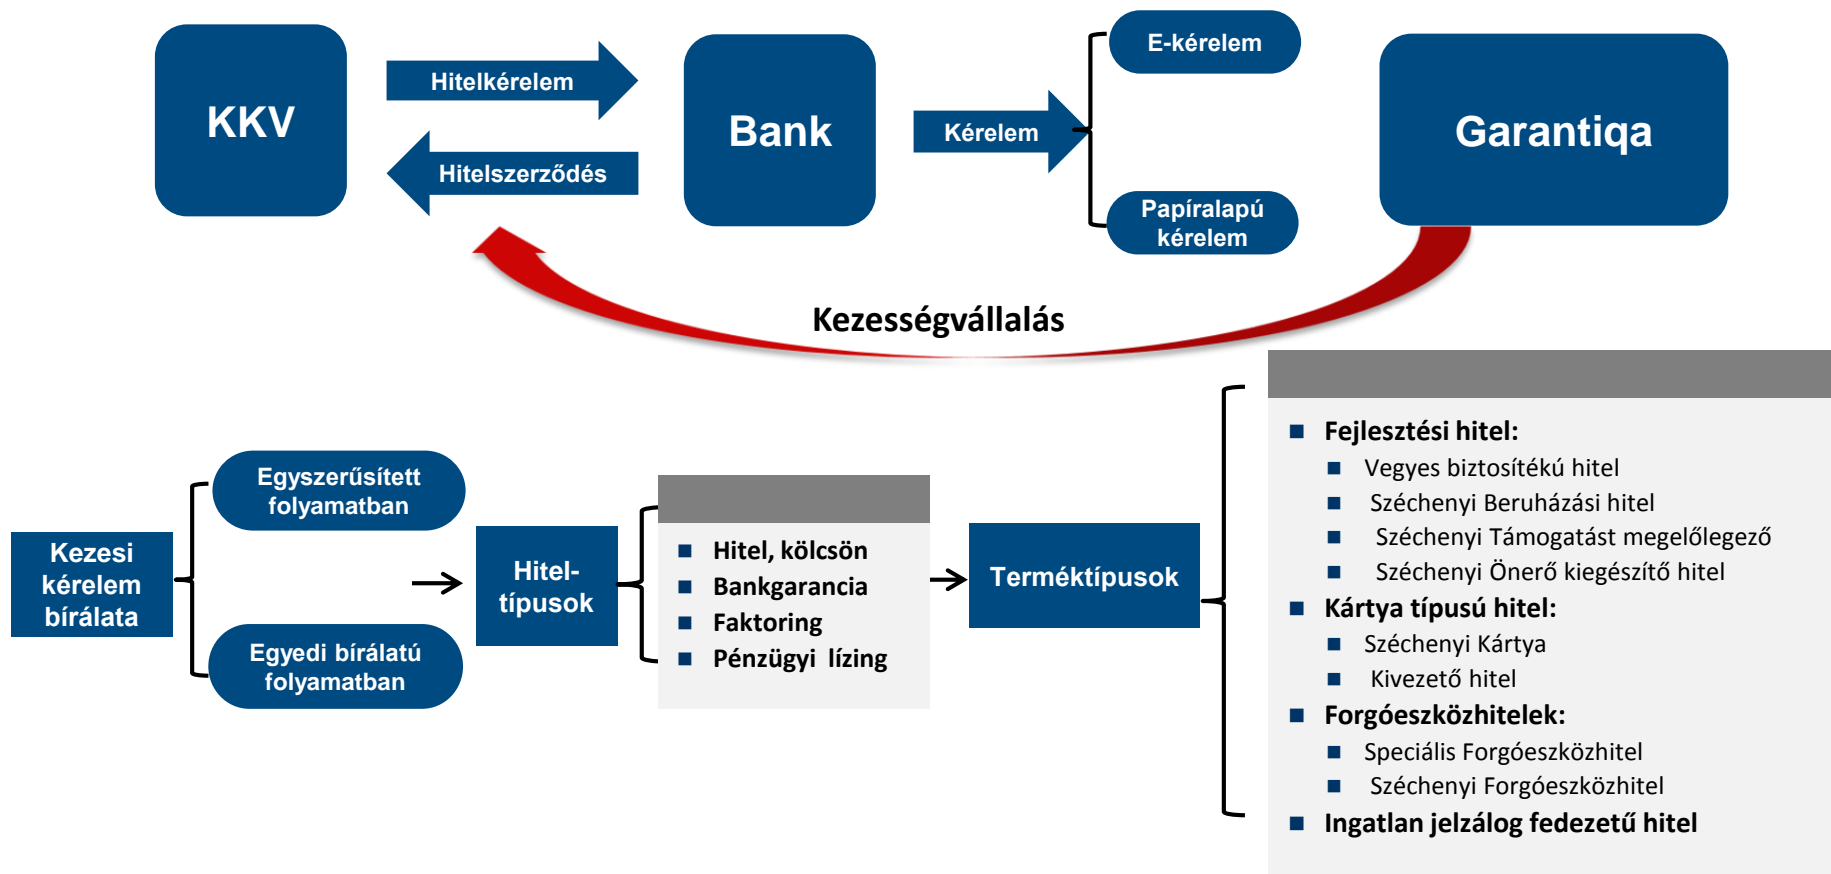 KKV
Hitelkérelem
Hitelszerződés
Bank
Kérelem
E-kérelem
Papíralapú
kérelem
Garantiqa
Kezességvállalás
Kezesi
kérelem
bírálata
Egyszerűsített
folyamatban
Egyedi bírálatú
folyamatban
Hitel-
típusok
Hitel, kölcsön
Bankgarancia
Faktoring
Pénzügyi lízing
Terméktípusok
Fejlesztési hitel:
Vegyes biztosítékú hitel
Széchenyi Beruházási hitel
Széchenyi Támogatást megelőlegező
Széchenyi Önerő kiegészítő hitel
Kártya típusú hitel:
Széchenyi Kártya
Kivezető hitel
Forgóeszközhitelek:
Speciális Forgóeszközhitel
Széchenyi Forgóeszközhitel
Ingatlan jelzálog fedezetű hitel